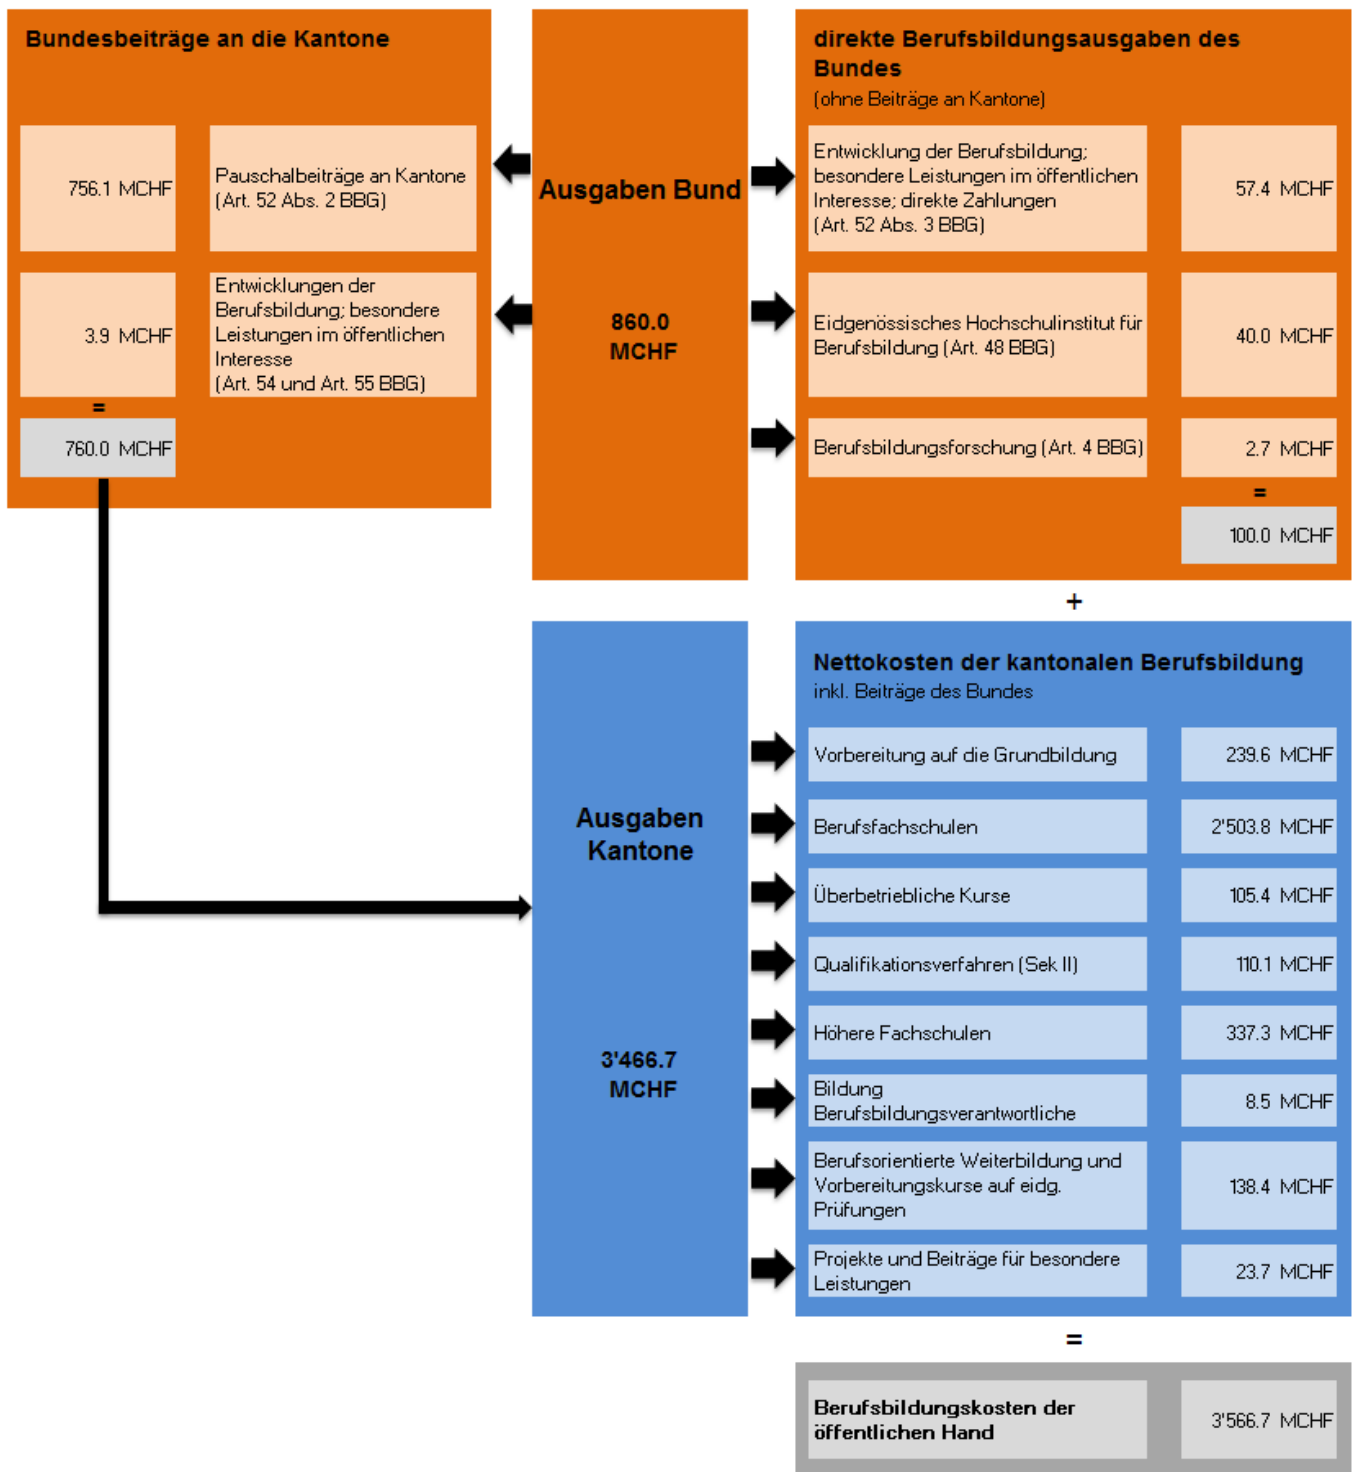 Bundesbeiträge an die Kantone
756.1 MCHF
Pauschalbeiträge an Kantone
(Art. 52 Abs. 2 BBG)
3.9 MCHF
Entwicklungen der
Berufsbildung; besondere
Leistungen im öffentlichen
Interesse
(Art. 54 und Art. 55 BBG)
=
760.0 MCHF
Ausgaben Bund
860.0
MCHF
direkte Berufsbildungsausgaben des
Bundes
(ohne Beiträge an Kantone)
Entwicklung der Berufsbildung;
besondere Leistungen im öffentlichen
Interesse; direkte Zahlungen
(Art. 52 Abs. 3 BBG)
57.4 MCHF
Eidgenössisches Hochschulinstitut für
Berufsbildung (Art. 48 BBG)
40.0 MCHF
Berufsbildungsforschung (Art. 4 BBG)
2.7 MCHF
=
100.0 MCHF
+
Ausgaben
Kantone
3'466.7
MCHF
Nettokosten der kantonalen Berufsbildung
inkl. Beiträge des Bundes
Vorbereitung auf die Grundbildung
239.6 MCHF
Berufsfachschulen
2'503.8 MCHF
Überbetriebliche Kurse
105.4 MCHF
Qualifikationsverfahren (Sek II)
110.1 MCHF
Höhere Fachschulen
337.3 MCHF
Bildung
Berufsbildungsverantwortliche
8.5 MCHF
Berufsorientierte Weiterbildung und
Vorbereitungskurse auf eidg.
Prüfungen
138.4 MCHF
Projekte und Beiträge für besondere
Leistungen
23.7 MCHF
=
Berufsbildungskosten der
öffentlichen Hand
3'566.7 MCHF